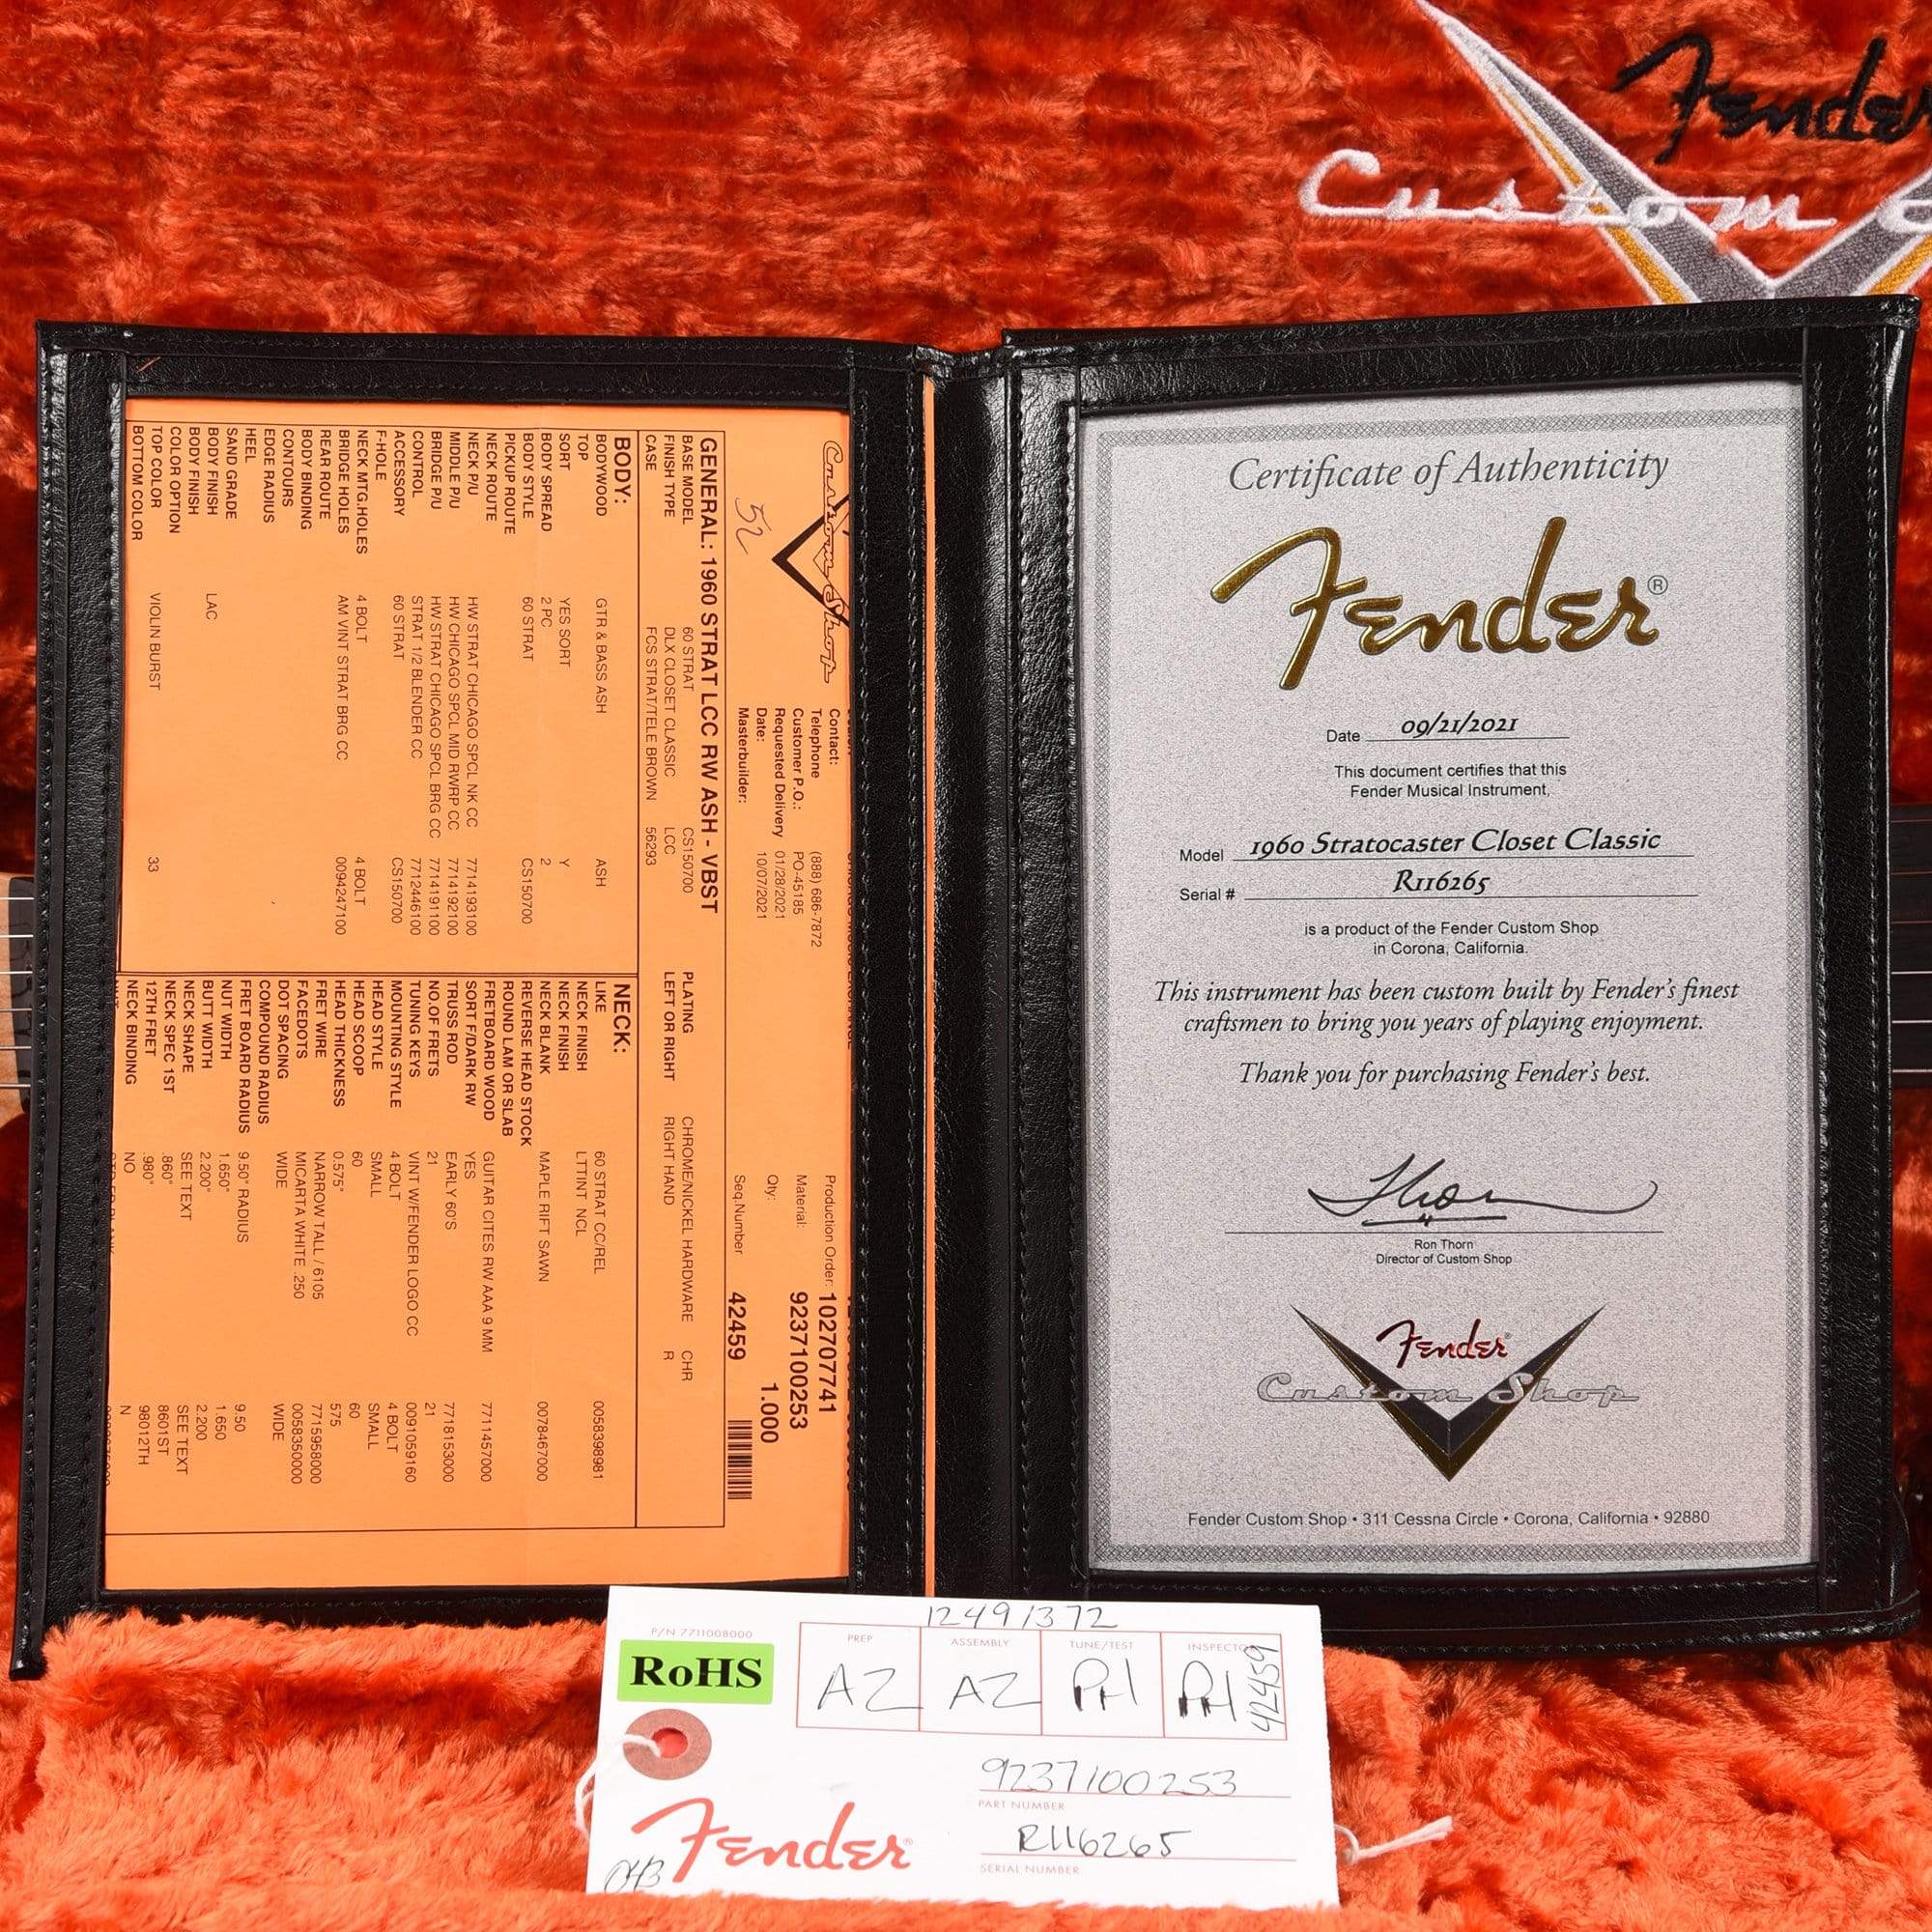 Fender
Custom
Custom Shop
52
Contact:
Telephone (888) 686-7872
Customer P.O.: PO-45185
Requested Delivery 01/28/2021
Date: 10/07/2021
Masterbuilder:
Production Order: 102707741
Material: 9237100253
Qty: 1.000
Seq.Number 42459
GENERAL: 1960 STRAT LCC RW ASH - VBST
BASE MODEL 60 STRAT CS150700 PLATING CHROME/NICKEL HARDWARE CHR
FINISH TYPE DLX CLOSET CLASSIC LCC LEFT OR RIGHT RIGHT HAND R
CASE FCS STRAT/TELE BROWN 56293
BODY:
BODYWOOD GTR & BASS ASH ASH
TOP
SORT YES SORT Y
BODY SPREAD 2 PC 2
BODY STYLE 60 STRAT CS150700
PICKUP ROUTE
NECK ROUTE
NECK P/U HW STRAT CHICAGO SPCL NK CC 7714193100
MIDDLE P/U HW CHICAGO SPCL MID RWRP CC 7714192100
BRIDGE P/U HW STRAT CHICAGO SPCL BRG CC 7714191100
CONTROL STRAT 1/2 BLENDER CC 7712446100
ACCESSORY 60 STRAT CS150700
F-HOLE
NECK MTG.HOLES 4 BOLT 4 BOLT
BRIDGE HOLES AM VINT STRAT BRG CC 0094247100
REAR ROUTE
BODY BINDING
CONTOURS
EDGE RADIUS
HEEL
SAND GRADE
BODY FINISH LAC
BODY FINISH
COLOR OPTION
TOP COLOR VIOLIN BURST 33
BOTTOM COLOR
NECK:
LIKE 60 STRAT CC/REL 0058398981
NECK FINISH LTTINT NCL
NECK FINISH
NECK BLANK MAPLE RIFT SAWN 0078467000
REVERSE HEAD STOCK
ROUND LAM OR SLAB
FRETBOARD WOOD GUITAR CITES RW AAA 9 MM 7711457000
SORT F/DARK RW YES
TRUSS ROD EARLY 60'S 7718153000
NO.OF FRETS 21 21
TUNING KEYS VINT W/FENDER LOGO CC 0091059160
MOUNTING STYLE 4 BOLT 4 BOLT
HEAD STYLE SMALL SMALL
HEAD SCOOP 60 60
HEAD THICKNESS 0.575" 575
FRET WIRE NARROW TALL / 6105 7715958000
FACEDOTS MICARTA WHITE .250 0058350000
DOT SPACING WIDE WIDE
COMPOUND RADIUS
FRET BOARD RADIUS 9.50" RADIUS 9.50
NUT WIDTH 1.650" 1.650
BUTT WIDTH 2.200" 2.200
NECK SHAPE SEE TEXT SEE TEXT
NECK SPEC 1ST .860" 8601ST
12TH FRET .980" 98012TH
NECK BINDING NO N
Certificate of Authenticity
Fender®
Date 09/21/2021
This document certifies that this
Fender Musical Instrument,
Model 1960 Stratocaster Closet Classic
Serial # R116265
is a product of the Fender Custom Shop
in Corona, California.
This instrument has been custom built by Fender's finest
craftsmen to bring you years of playing enjoyment.
Thank you for purchasing Fender's best.
Ron Thorn
Director of Custom Shop
Fender®
Custom Shop
Fender Custom Shop • 311 Cessna Circle • Corona, California • 92880
12491372
P/N 7711008000
RoHS
PREP ASSEMBLY TUNE/TEST INSPECTOR
AZ AZ PH PH 42459
9237100253
PART NUMBER
R116265
SERIAL NUMBER
Fender®